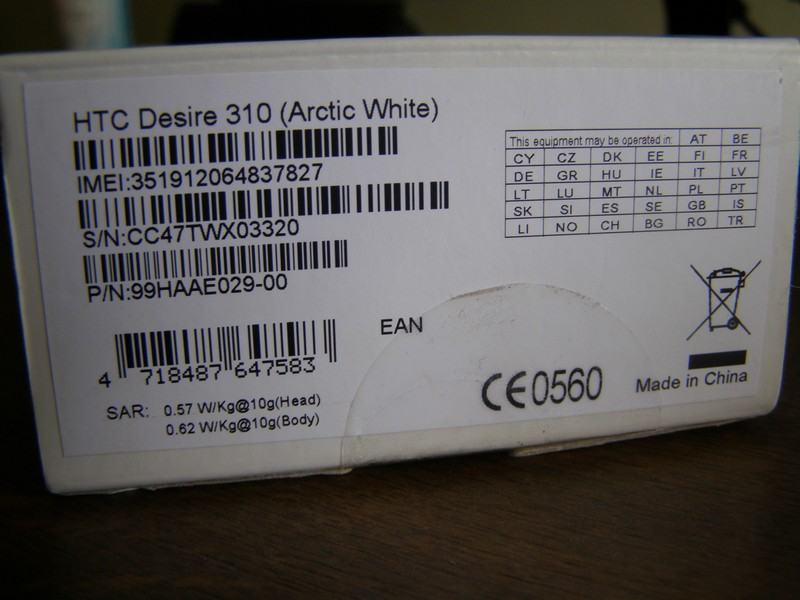 HTC Desire 310 (Arctic White)
IMEI:351912064837827
S/N:CC47TWX03320
P/N:99HAAE029-00
4 718487 647583
EAN
SAR: 0.57 W/Kg@10g(Head)
0.62 W/Kg@10g(Body)
This equipment may be operated in: AT BE
CY CZ DK EE FI FR
DE GR HU IE IT LV
LT LU MT NL PL PT
SK SI ES SE GB IS
LI NO CH BG RO TR
CE0560
Made in China